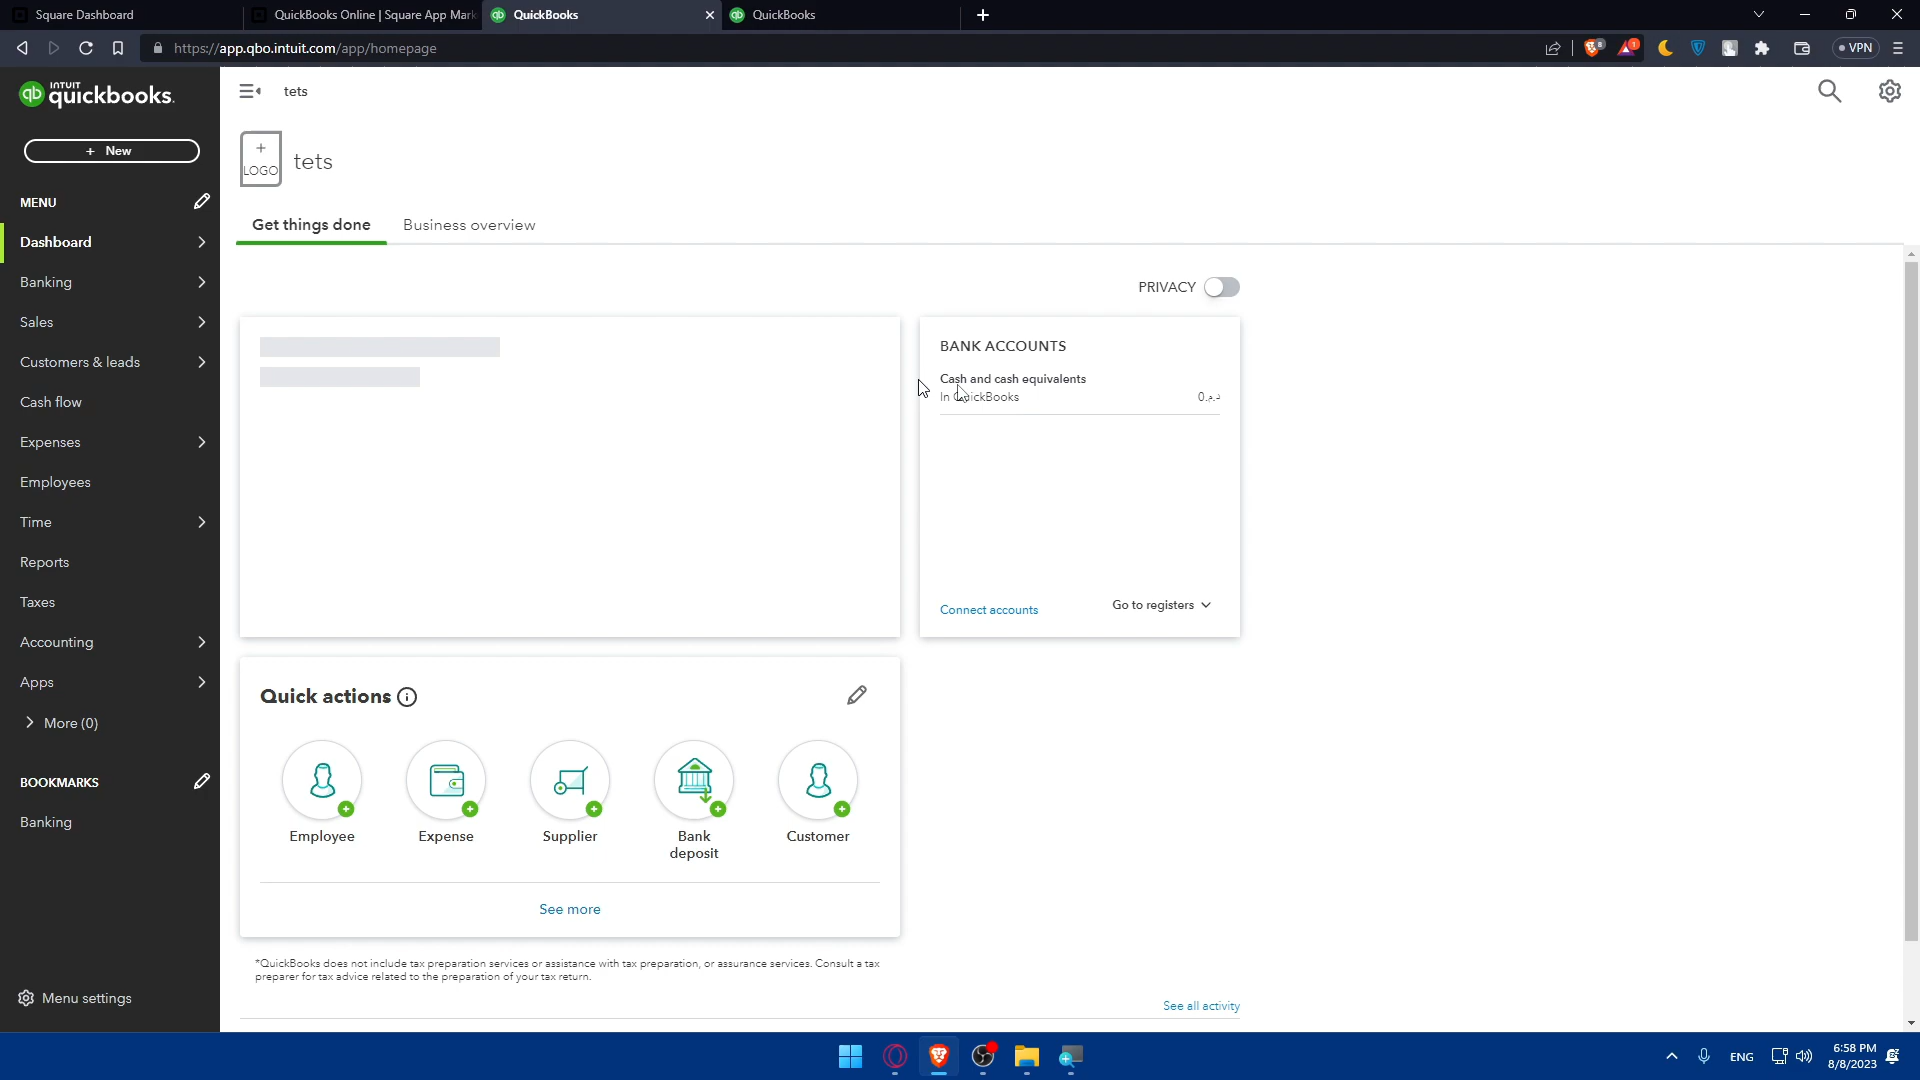 Square Dashboard
QuickBooks Online | Square App Mark
QuickBooks
QuickBooks
https://app.qbo.intuit.com/app/homepage
VPN
INTUIT
quickbooks.
tets
+ New
+
LOGO
tets
MENU
Get things done
Business overview
Dashboard
Banking
Sales
Customers & leads
Cash flow
Expenses
Employees
Time
Reports
Taxes
Accounting
Apps
More (0)
BOOKMARKS
Banking
Menu settings
PRIVACY
BANK ACCOUNTS
Cash and cash equivalents
In QuickBooks
د.م.0
Connect accounts
Go to registers
Quick actions
Employee
Expense
Supplier
Bank
deposit
Customer
See more
*QuickBooks does not include tax preparation services or assistance with tax preparation, or assurance services. Consult a tax
preparer for tax advice related to the preparation of your tax return.
See all activity
ENG
6:58 PM
8/8/2023